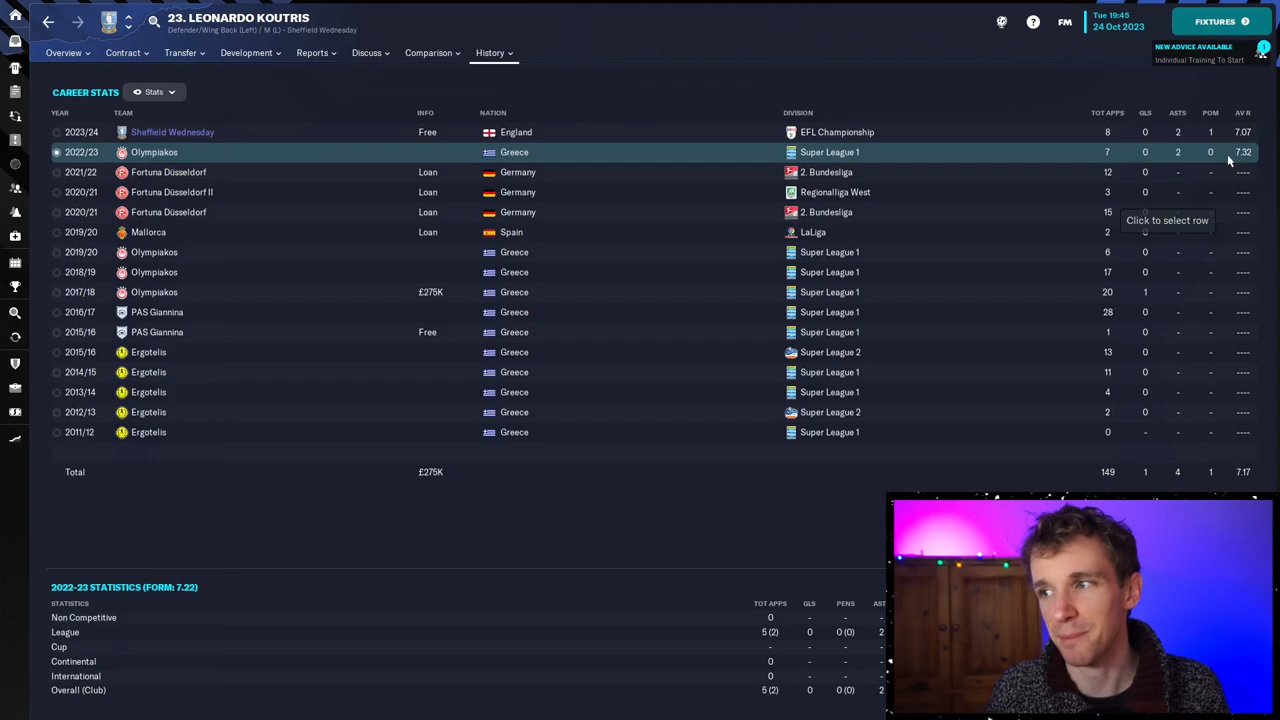 23. LEONARDO KOUTRIS
Defender/Wing Back (Left) / M (L) - Sheffield Wednesday
FM
Tue 19:45
24 Oct 2023
FIXTURES
Overview Contract Transfer Development Reports Discuss Comparison History
NEW ADVICE AVAILABLE
Individual Training To Start
1
CAREER STATS Stats
YEAR TEAM INFO NATION DIVISION TOT APPS GLS ASTS POM AV R
2023/24 Sheffield Wednesday Free England EFL Championship 8 0 2 1 7.07
2022/23 Olympiakos Greece Super League 1 7 0 2 0 7.32
2021/22 Fortuna Düsseldorf Loan Germany 2. Bundesliga 12 0 - - ----
2020/21 Fortuna Düsseldorf II Loan Germany Regionalliga West 3 0 - - ----
2020/21 Fortuna Düsseldorf Loan Germany 2. Bundesliga 15 ----
Click to select row
2019/20 Mallorca Loan Spain LaLiga 2 0 - - ----
2019/20 Olympiakos Greece Super League 1 6 0 - - ----
2018/19 Olympiakos Greece Super League 1 17 0 - - ----
2017/18 Olympiakos £275K Greece Super League 1 20 1 - - ----
2016/17 PAS Giannina Greece Super League 1 28 0 - - ----
2015/16 PAS Giannina Free Greece Super League 1 1 0 - - ----
2015/16 Ergotelis Greece Super League 2 13 0 - - ----
2014/15 Ergotelis Greece Super League 1 11 0 - - ----
2013/14 Ergotelis Greece Super League 1 4 0 - - ----
2012/13 Ergotelis Greece Super League 2 2 0 - - ----
2011/12 Ergotelis Greece Super League 1 0 - - - ----
Total £275K 149 1 4 1 7.17
2022-23 STATISTICS (FORM: 7.22)
STATISTICS TOT APPS GLS PENS AST
Non Competitive 0 - - -
League 5 (2) 0 0 (0) 2
Cup - - - -
Continental 0 - - -
International 0 - - -
Overall (Club) 5 (2) 0 0 (0) 2